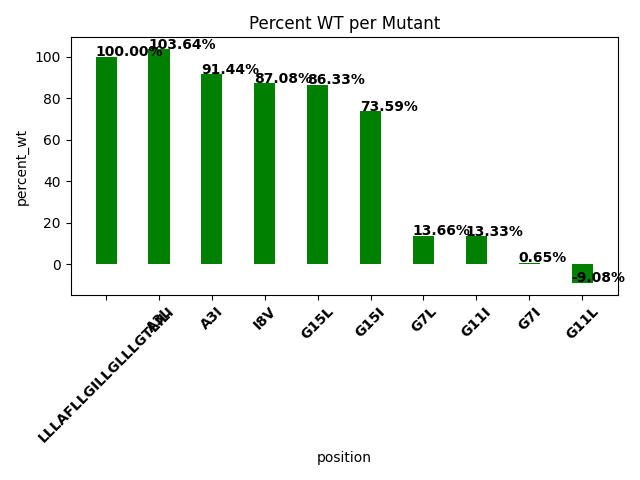 Percent WT per Mutant
percent_wt
100
80
60
40
20
0
100.00%
103.64%
91.44%
87.08%
86.33%
73.59%
13.66%
13.33%
0.65%
-9.08%
A3L
A3I
I8V
G15L
G15I
G7L
G11I
G7I
G11L
position